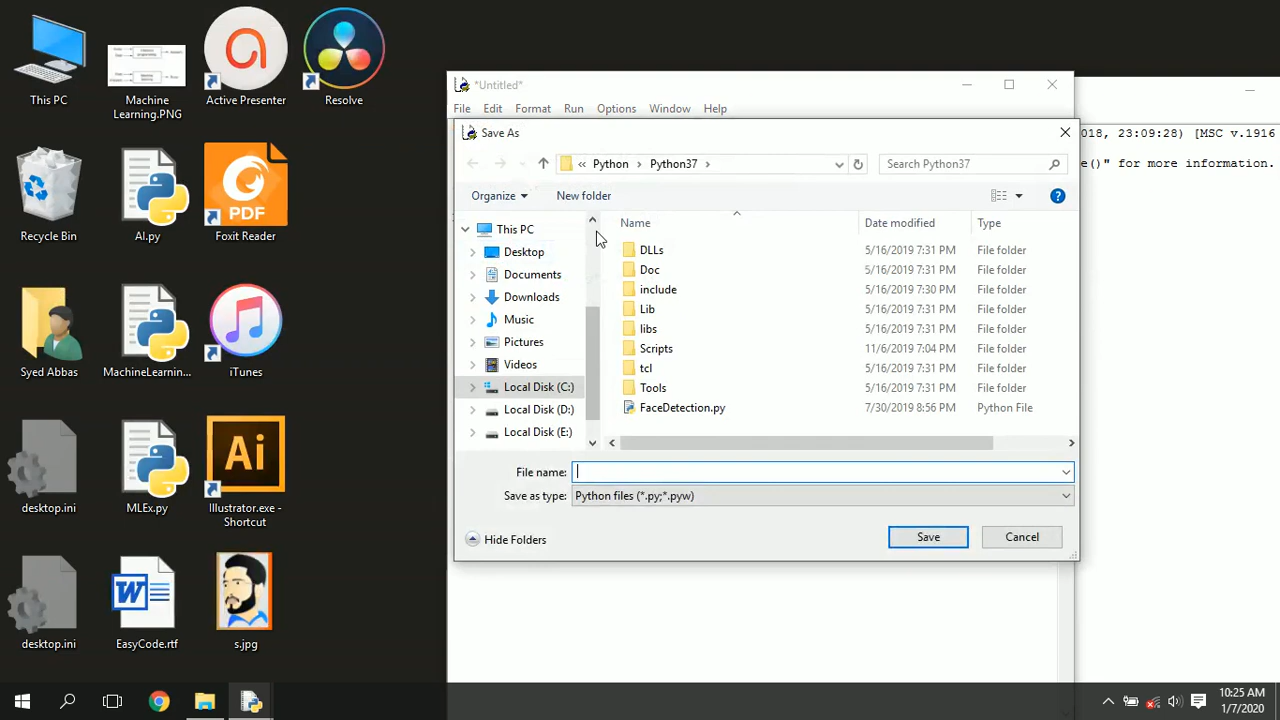 This PC
Machine
Learning.PNG
Active Presenter
Resolve
Recycle Bin
AI.py
PDF
Foxit Reader
Syed Abbas
MachineLearnin...
iTunes
desktop.ini
MLEx.py
Ai
Illustrator.exe -
Shortcut
desktop.ini
W
EasyCode.rtf
s.jpg
*Untitled*
File Edit Format Run Options Window Help
018, 23:09:28) [MSC v.1916
e()" for more information.
Save As
« Python › Python37 ›
Search Python37
Organize New folder
Name Date modified Type
This PC
Desktop
Documents
Downloads
Music
Pictures
Videos
Local Disk (C:)
Local Disk (D:)
Local Disk (E:)
DLLs 5/16/2019 7:31 PM File folder
Doc 5/16/2019 7:31 PM File folder
include 5/16/2019 7:30 PM File folder
Lib 5/16/2019 7:31 PM File folder
libs 5/16/2019 7:31 PM File folder
Scripts 11/6/2019 7:04 PM File folder
tcl 5/16/2019 7:31 PM File folder
Tools 5/16/2019 7:31 PM File folder
FaceDetection.py 7/30/2019 8:56 PM Python File
File name:
Save as type: Python files (*.py;*.pyw)
Hide Folders
Save Cancel
10:25 AM
1/7/2020